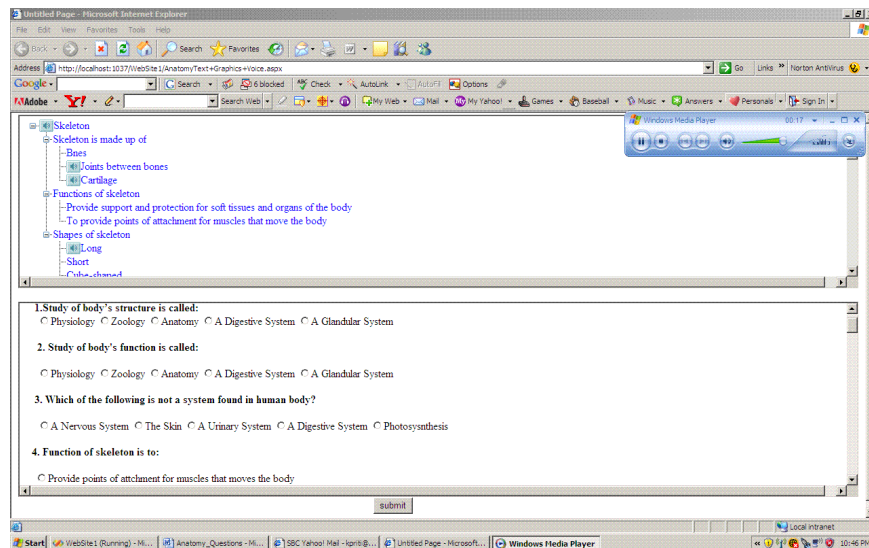 Untitled Page - Microsoft Internet Explorer
File Edit View Favorites Tools Help
Back Search Favorites
Address http://localhost:1037/WebSite1/AnatomyText+Graphics+Voice.aspx Go Links » Norton AntiVirus
Google Search 6 blocked Check AutoLink AutoFill Options
Adobe Y! Search Web My Web Mail My Yahoo! Games Baseball Music Answers Personals Sign In
Windows Media Player 00:17
Skeleton
Skeleton is made up of
Bnes
Joints between bones
Cartilage
Functions of skeleton
Provide support and protection for soft tissues and organs of the body
To provide points of attachment for muscles that move the body
Shapes of skeleton
Long
Short
Cube-shaped
1.Study of body's structure is called:
Physiology Zoology Anatomy A Digestive System A Glandular System
2. Study of body's function is called:
Physiology Zoology Anatomy A Digestive System A Glandular System
3. Which of the following is not a system found in human body?
A Nervous System The Skin A Urinary System A Digestive System Photosysnthesis
4. Function of skeleton is to:
Provide points of attchment for muscles that moves the body
submit
Local intranet
Start WebSite1 (Running) - Mi... Anatomy_Questions - Mi... SBC Yahoo! Mail - kpriti@... Untitled Page - Microsoft... Windows Media Player « 10:46 PM